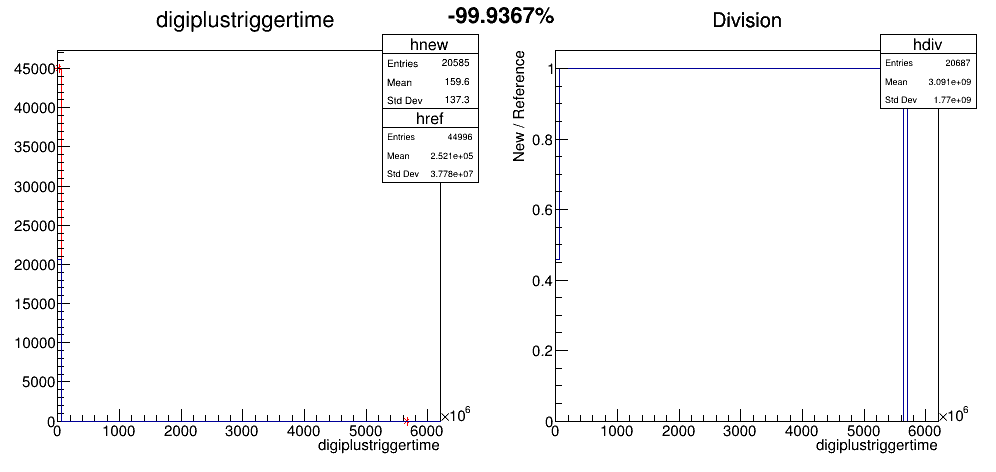 digiplustriggertime
-99.9367%
Division
hnew
Entries 20585
Mean 159.6
Std Dev 137.3
href
Entries 44996
Mean 2.521e+05
Std Dev 3.778e+07
45000
40000
35000
30000
25000
20000
15000
10000
5000
0
0 1000 2000 3000 4000 5000 6000
×10^6
digiplustriggertime
hdiv
Entries 20687
Mean 3.091e+09
Std Dev 1.77e+09
New / Reference
1
0.8
0.6
0.4
0.2
0
0 1000 2000 3000 4000 5000 6000
×10^6
digiplustriggertime